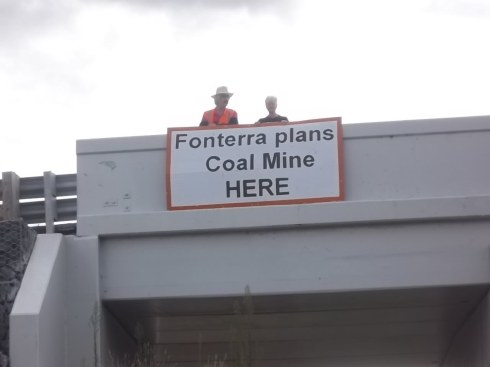 Fonterra plans
Coal Mine
HERE